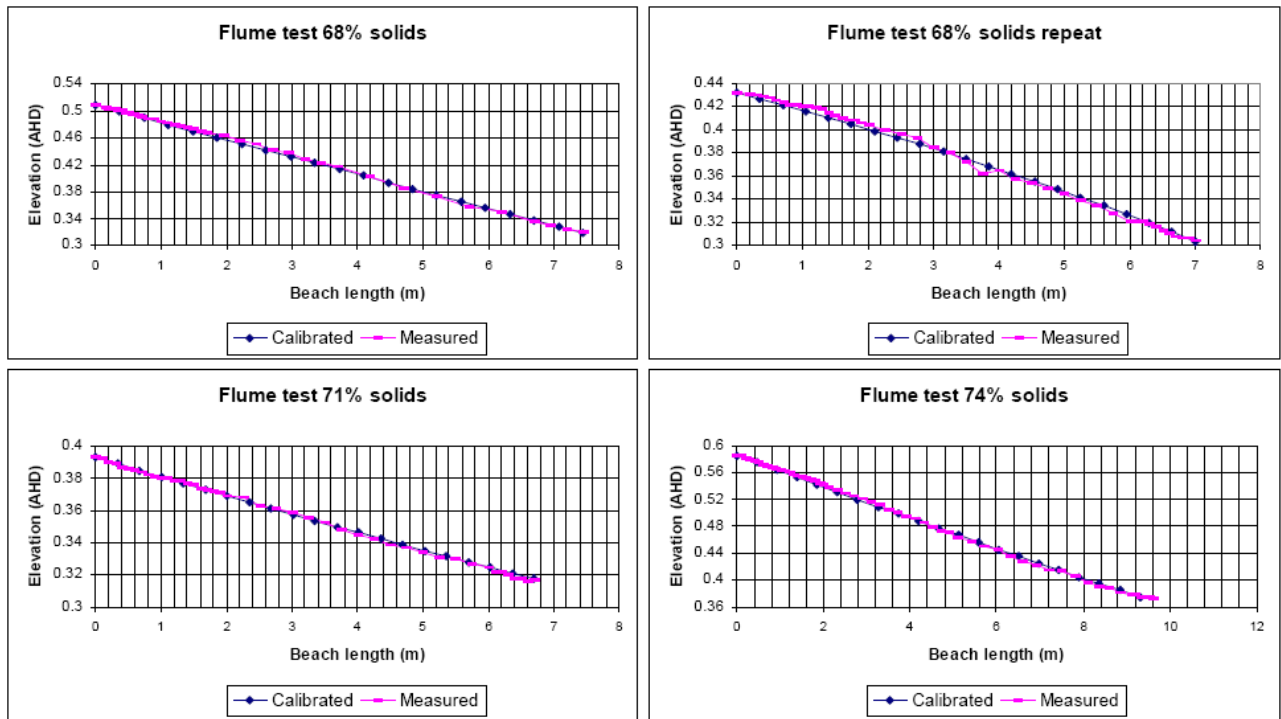 Flume test 68% solids
Elevation (AHD)
0.54
0.5
0.46
0.42
0.38
0.34
0.3
0 1 2 3 4 5 6 7 8
Beach length (m)
Calibrated Measured
Flume test 68% solids repeat
Elevation (AHD)
0.44
0.42
0.4
0.38
0.36
0.34
0.32
0.3
0 1 2 3 4 5 6 7 8
Beach length (m)
Calibrated Measured
Flume test 71% solids
Elevation (AHD)
0.4
0.38
0.36
0.34
0.32
0.3
0 1 2 3 4 5 6 7 8
Beach length (m)
Calibrated Measured
Flume test 74% solids
Elevation (AHD)
0.6
0.56
0.52
0.48
0.44
0.4
0.36
0 2 4 6 8 10 12
Beach length (m)
Calibrated Measured